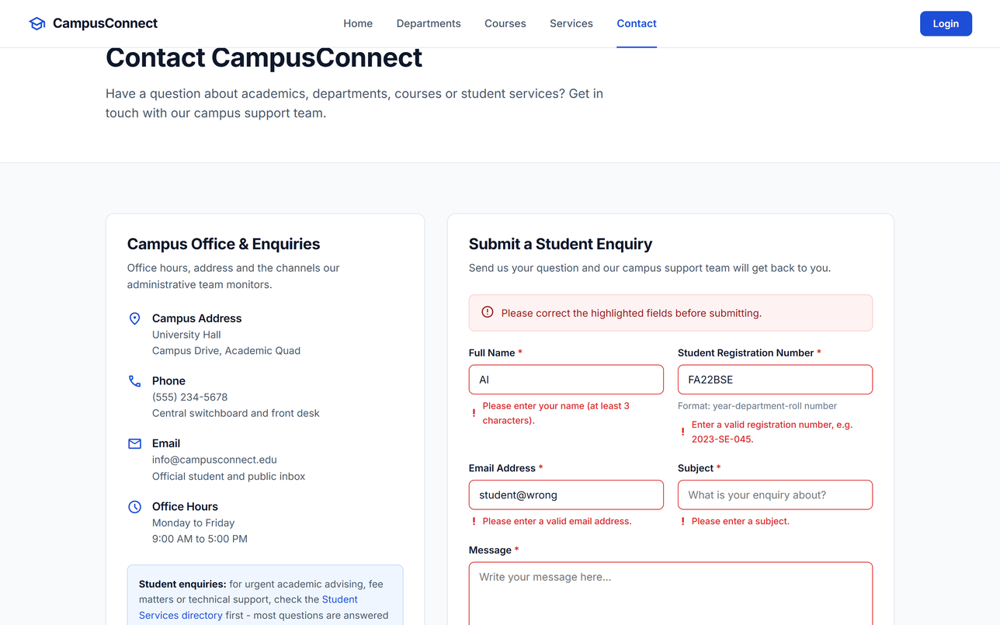 CampusConnect
Home
Departments
Courses
Services
Contact
Login
Contact CampusConnect
Have a question about academics, departments, courses or student services? Get in
touch with our campus support team.
Campus Office & Enquiries
Office hours, address and the channels our
administrative team monitors.
Campus Address
University Hall
Campus Drive, Academic Quad
Phone
(555) 234-5678
Central switchboard and front desk
Email
info@campusconnect.edu
Official student and public inbox
Office Hours
Monday to Friday
9:00 AM to 5:00 PM
Student enquiries: for urgent academic advising, fee
matters or technical support, check the Student
Services directory first - most questions are answered
Submit a Student Enquiry
Send us your question and our campus support team will get back to you.
Please correct the highlighted fields before submitting.
Full Name *
Al
! Please enter your name (at least 3
characters).
Student Registration Number *
FA22BSE
Format: year-department-roll number
! Enter a valid registration number, e.g.
2023-SE-045.
Email Address *
student@wrong
! Please enter a valid email address.
Subject *
What is your enquiry about?
! Please enter a subject.
Message *
Write your message here...